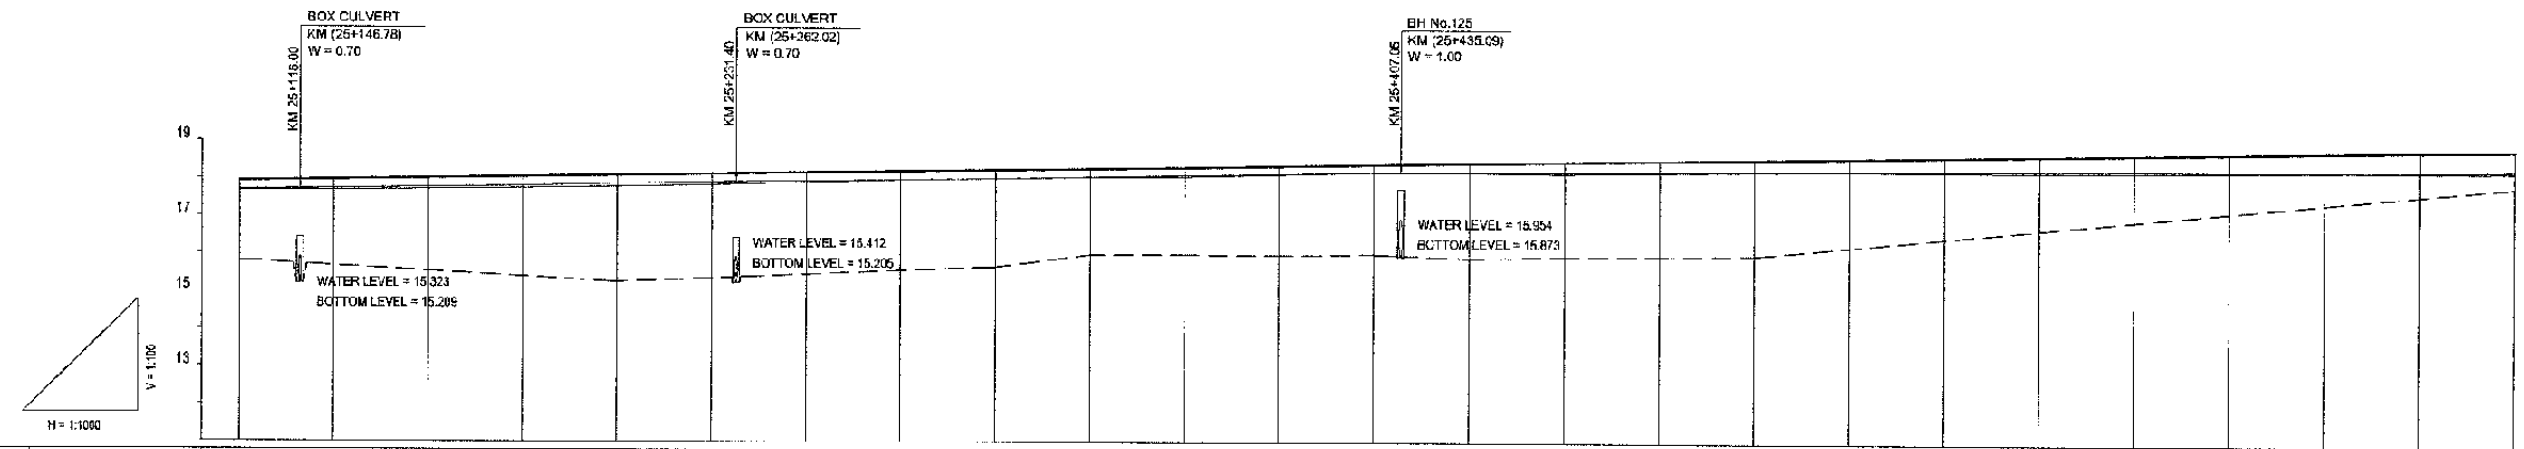 BOX CULVERT
KM (25+146.78)
W = 0.70
KM 25+116.00
BOX CULVERT
KM (25+262.02)
W = 0.70
KM 25+231.40
BH No.125
KM (25+435.09)
W = 1.00
KM 25+407.06
19
17
15
13
WATER LEVEL = 15.323
BOTTOM LEVEL = 15.209
WATER LEVEL = 15.412
BOTTOM LEVEL = 15.205
WATER LEVEL = 15.954
BOTTOM LEVEL = 15.873
V = 1:100
H = 1:1000